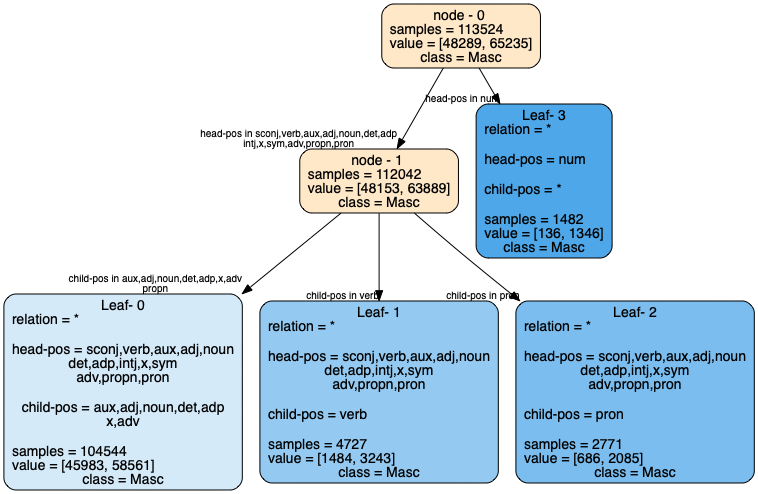 node - 0
samples = 113524
value = [48289, 65235]
class = Masc
head-pos in num
head-pos in sconj,verb,aux,adj,noun,det,adp
intj,x,sym,adv,propn,pron
Leaf- 3
relation = *
head-pos = num
child-pos = *
samples = 1482
value = [136, 1346]
class = Masc
node - 1
samples = 112042
value = [48153, 63889]
class = Masc
child-pos in aux,adj,noun,det,adp,x,adv
propn
child-pos in verb
child-pos in pron
Leaf- 0
relation = *
head-pos = sconj,verb,aux,adj,noun
det,adp,intj,x,sym
adv,propn,pron
child-pos = aux,adj,noun,det,adp
x,adv
samples = 104544
value = [45983, 58561]
class = Masc
Leaf- 1
relation = *
head-pos = sconj,verb,aux,adj,noun
det,adp,intj,x,sym
adv,propn,pron
child-pos = verb
samples = 4727
value = [1484, 3243]
class = Masc
Leaf- 2
relation = *
head-pos = sconj,verb,aux,adj,noun
det,adp,intj,x,sym
adv,propn,pron
child-pos = pron
samples = 2771
value = [686, 2085]
class = Masc